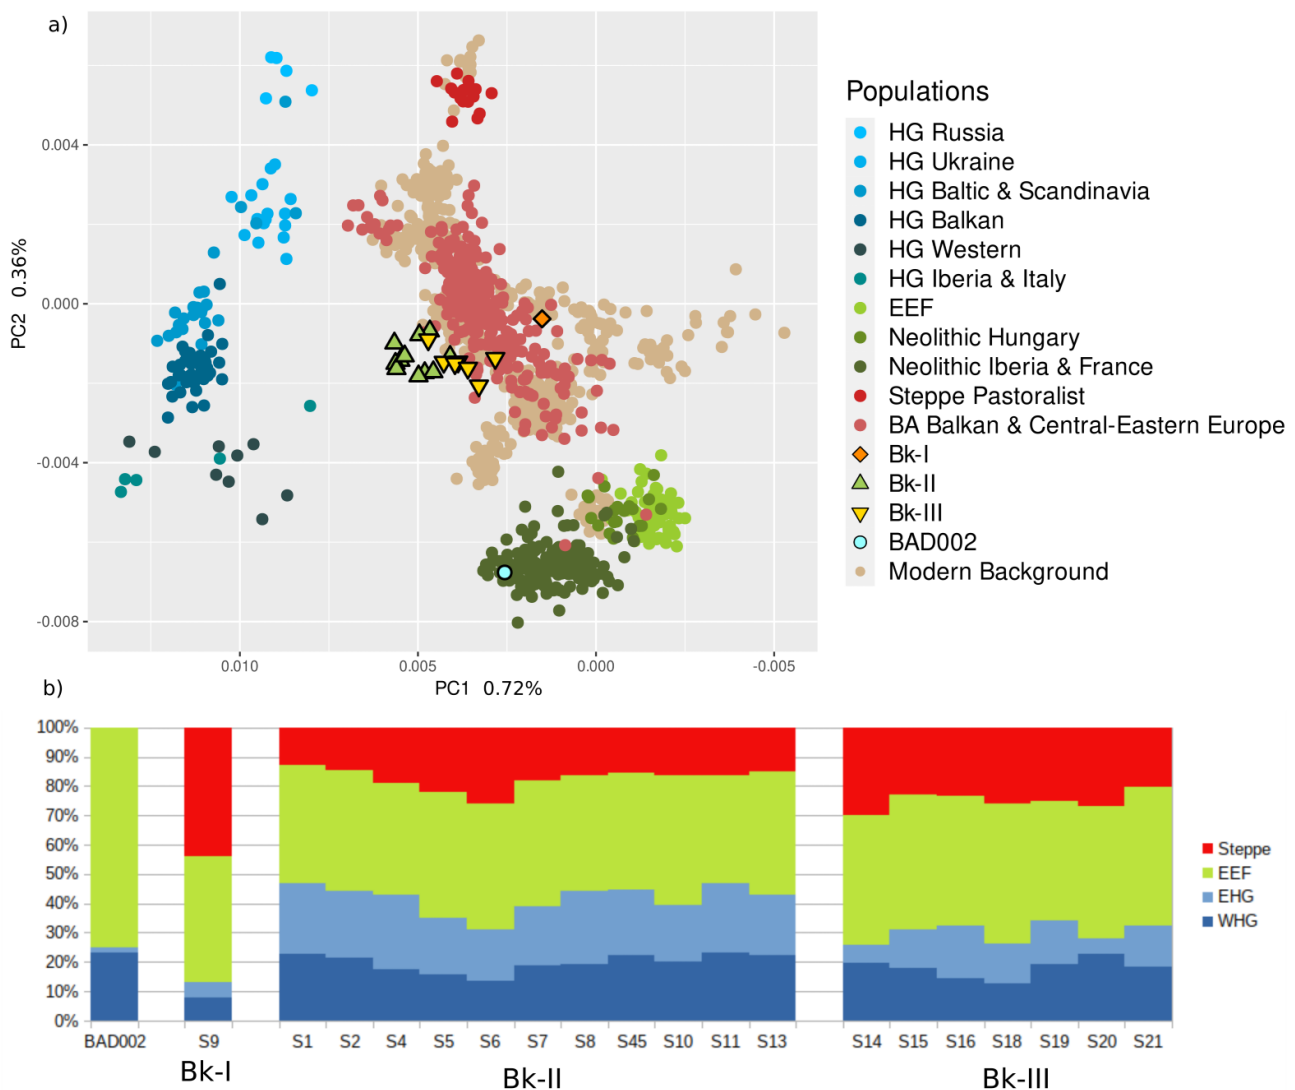 a)
PC2 0.36%
0.004
0.000
-0.004
-0.008
0.010 0.005 0.000 -0.005
PC1 0.72%
Populations
HG Russia
HG Ukraine
HG Baltic & Scandinavia
HG Balkan
HG Western
HG Iberia & Italy
EEF
Neolithic Hungary
Neolithic Iberia & France
Steppe Pastoralist
BA Balkan & Central-Eastern Europe
Bk-I
Bk-II
Bk-III
BAD002
Modern Background
b)
100%
90%
80%
70%
60%
50%
40%
30%
20%
10%
0%
BAD002 S9 S1 S2 S4 S5 S6 S7 S8 S45 S10 S11 S13 S14 S15 S16 S18 S19 S20 S21
Bk-I Bk-II Bk-III
Steppe
EEF
EHG
WHG